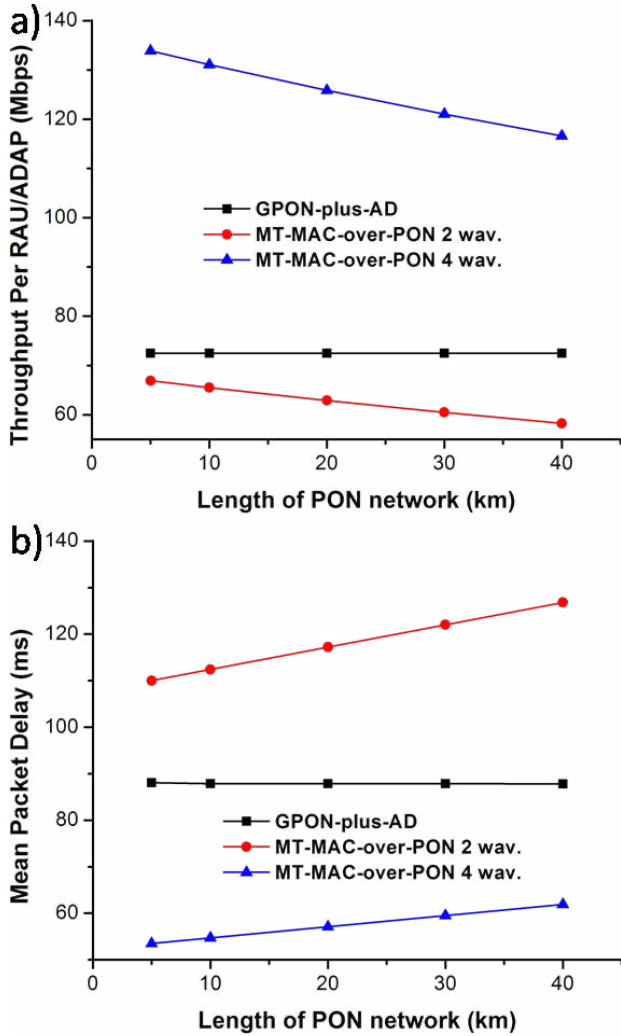 a)
140
120
100
80
60
Throughput Per RAU/ADAP (Mbps)
GPON-plus-AD
MT-MAC-over-PON 2 wav.
MT-MAC-over-PON 4 wav.
0 10 20 30 40
Length of PON network (km)
b)
140
120
100
80
60
Mean Packet Delay (ms)
GPON-plus-AD
MT-MAC-over-PON 2 wav.
MT-MAC-over-PON 4 wav.
0 10 20 30 40
Length of PON network (km)